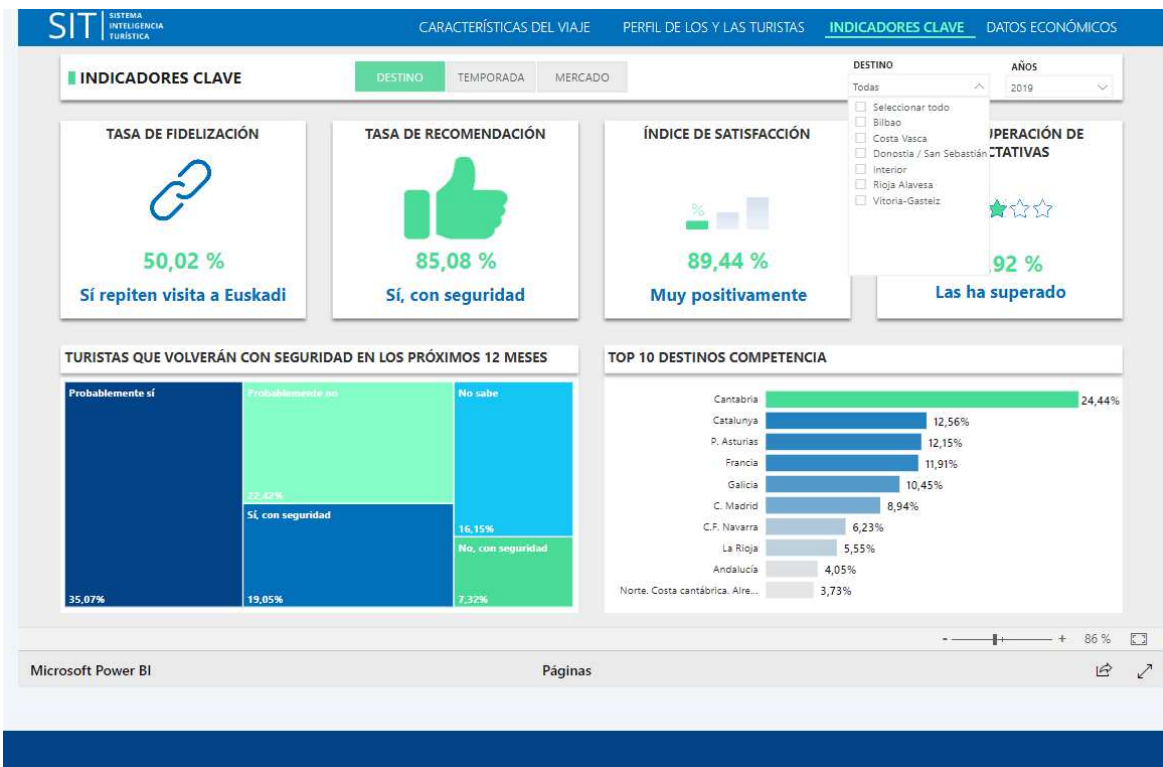 SIT SISTEMA
INTELIGENCIA
TURÍSTICA
CARACTERÍSTICAS DEL VIAJE PERFIL DE LOS Y LAS TURISTAS INDICADORES CLAVE DATOS ECONÓMICOS
INDICADORES CLAVE
DESTINO TEMPORADA MERCADO
DESTINO
Todas
AÑOS
2019
Seleccionar todo
Bilbao
Costa Vasca
Donostia / San Sebastián
Interior
Rioja Alavesa
Vitoria-Gasteiz
TASA DE FIDELIZACIÓN
50,02 %
Sí repiten visita a Euskadi
TASA DE RECOMENDACIÓN
85,08 %
Sí, con seguridad
ÍNDICE DE SATISFACCIÓN
%
89,44 %
Muy positivamente
PERACIÓN DE
CTATIVAS
,92 %
Las ha superado
TURISTAS QUE VOLVERÁN CON SEGURIDAD EN LOS PRÓXIMOS 12 MESES
Probablemente sí
35,07%
Probablemente no
22,42%
Sí, con seguridad
19,05%
No sabe
16,15%
No, con seguridad
7,32%
TOP 10 DESTINOS COMPETENCIA
Cantabria 24,44%
Catalunya 12,56%
P. Asturias 12,15%
Francia 11,91%
Galicia 10,45%
C. Madrid 8,94%
C.F. Navarra 6,23%
La Rioja 5,55%
Andalucía 4,05%
Norte. Costa cantábrica. Alre... 3,73%
- + 86 %
Microsoft Power BI Páginas